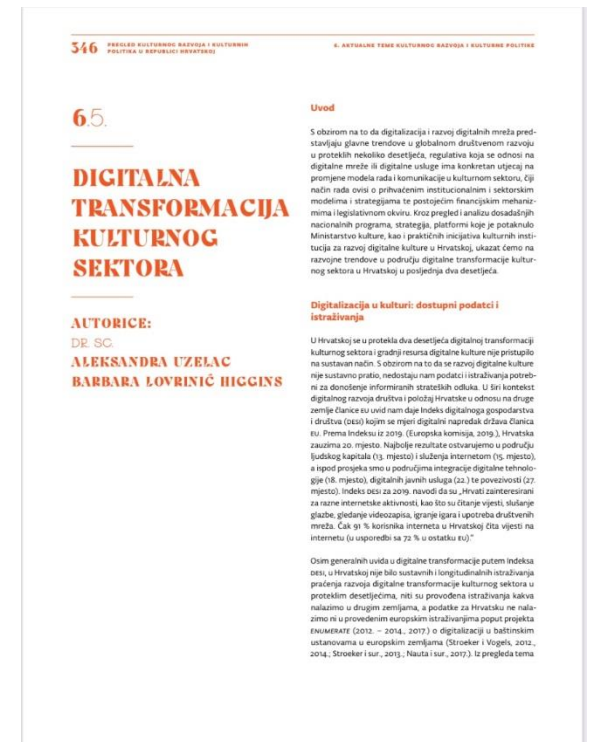 346
PREGLED KULTURNOG RAZVOJA I KULTURNIH
POLITIKA U REPUBLICI HRVATSKOJ
6. AKTUALNE TEME KULTURNOG RAZVOJA I KULTURNE POLITIKE
6.5.
DIGITALNA
TRANSFORMACIJA
KULTURNOG
SEKTORA
AUTORICE:
DR. SC.
ALEKSANDRA UZELAC
BARBARA LOVRINIĆ HIGGINS
Uvod
S obzirom na to da digitalizacija i razvoj digitalnih mreža pred-
stavljaju glavne trendove u globalnom društvenom razvoju
u proteklih nekoliko desetljeća, regulativa koja se odnosi na
digitalne mreže ili digitalne usluge ima konkretan utjecaj na
promjene modela rada i komunikacije u kulturnom sektoru, čiji
način rada ovisi o prihvaćenim institucionalnim i sektorskim
modelima i strategijama te postojećim financijskim mehaniz-
mima i legislativnom okviru. Kroz pregled i analizu dosadašnjih
nacionalnih programa, strategija, platformi koje je potaknulo
Ministarstvo kulture, kao i praktičnih inicijativa kulturnih insti-
tucija za razvoj digitalne kulture u Hrvatskoj, ukazat ćemo na
razvojne trendove u području digitalne transformacije kultur-
nog sektora u Hrvatskoj u posljednja dva desetljeća.
Digitalizacija u kulturi: dostupni podatci i
istraživanja
U Hrvatskoj se u protekla dva desetljeća digitalnoj transformaciji
kulturnog sektora i gradnji resursa digitalne kulture nije pristupilo
na sustavan način. S obzirom na to da se razvoj digitalne kulture
nije sustavno pratio, nedostaju nam podatci i istraživanja potreb-
ni za donošenje informiranih strateških odluka. U širi kontekst
digitalnog razvoja društva i položaj Hrvatske u odnosu na druge
zemlje članice EU uvid nam daje Indeks digitalnoga gospodarstva
i društva (DESI) kojim se mjeri digitalni napredak država članica
EU. Prema Indeksu iz 2019. (Europska komisija, 2019.), Hrvatska
zauzima 20. mjesto. Najbolje rezultate ostvarujemo u području
ljudskog kapitala (13. mjesto) i služenja internetom (15. mjesto),
a ispod prosjeka smo u područjima integracije digitalne tehnolo-
gije (18. mjesto), digitalnih javnih usluga (22.) te povezivosti (27.
mjesto). Indeks DESI za 2019. navodi da su „Hrvati zainteresirani
za razne internetske aktivnosti, kao što su čitanje vijesti, slušanje
glazbe, gledanje videozapisa, igranje igara i upotreba društvenih
mreža. Čak 91 % korisnika interneta u Hrvatskoj čita vijesti na
internetu (u usporedbi sa 72 % u ostatku EU)."
Osim generalnih uvida u digitalne transformacije putem Indeksa
DESI, u Hrvatskoj nije bilo sustavnih i longitudinalnih istraživanja
praćenja razvoja digitalne transformacije kulturnog sektora u
proteklim desetljećima, niti su provođena istraživanja kakva
nalazimo u drugim zemljama, a podatke za Hrvatsku ne nala-
zimo ni u provedenim europskim istraživanjima poput projekta
ENUMERATE (2012. – 2014., 2017.) o digitalizaciji u baštinskim
ustanovama u europskim zemljama (Stroeker i Vogels, 2012.,
2014.; Stroeker i sur., 2013.; Nauta i sur., 2017.). Iz pregleda tema